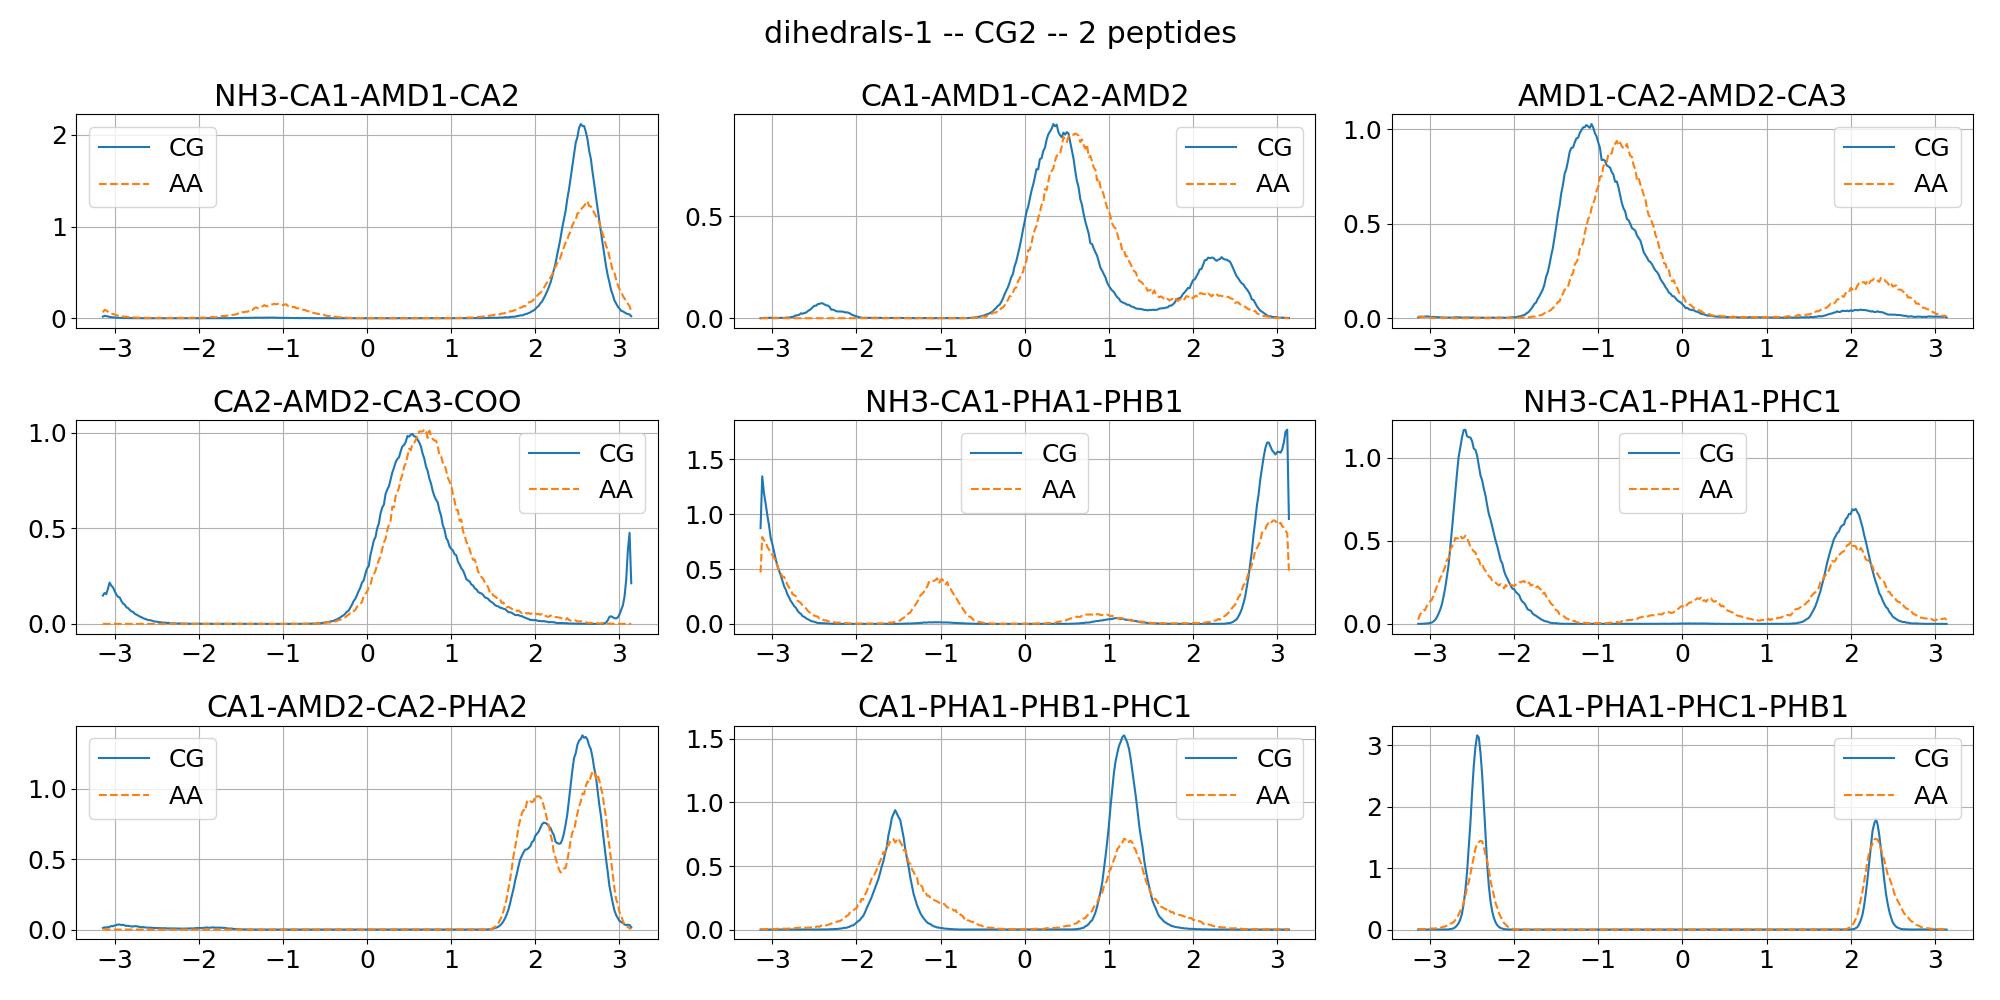 dihedrals-1 -- CG2 -- 2 peptides
NH3-CA1-AMD1-CA2
2
1
0
CG
AA
−3 −2 −1 0 1 2 3
CA1-AMD1-CA2-AMD2
0.5
0.0
CG
AA
−3 −2 −1 0 1 2 3
AMD1-CA2-AMD2-CA3
1.0
0.5
0.0
CG
AA
−3 −2 −1 0 1 2 3
CA2-AMD2-CA3-COO
1.0
0.5
0.0
CG
AA
−3 −2 −1 0 1 2 3
NH3-CA1-PHA1-PHB1
1.5
1.0
0.5
0.0
CG
AA
−3 −2 −1 0 1 2 3
NH3-CA1-PHA1-PHC1
1.0
0.5
0.0
CG
AA
−3 −2 −1 0 1 2 3
CA1-AMD2-CA2-PHA2
1.0
0.5
0.0
CG
AA
−3 −2 −1 0 1 2 3
CA1-PHA1-PHB1-PHC1
1.5
1.0
0.5
0.0
CG
AA
−3 −2 −1 0 1 2 3
CA1-PHA1-PHC1-PHB1
3
2
1
0
CG
AA
−3 −2 −1 0 1 2 3